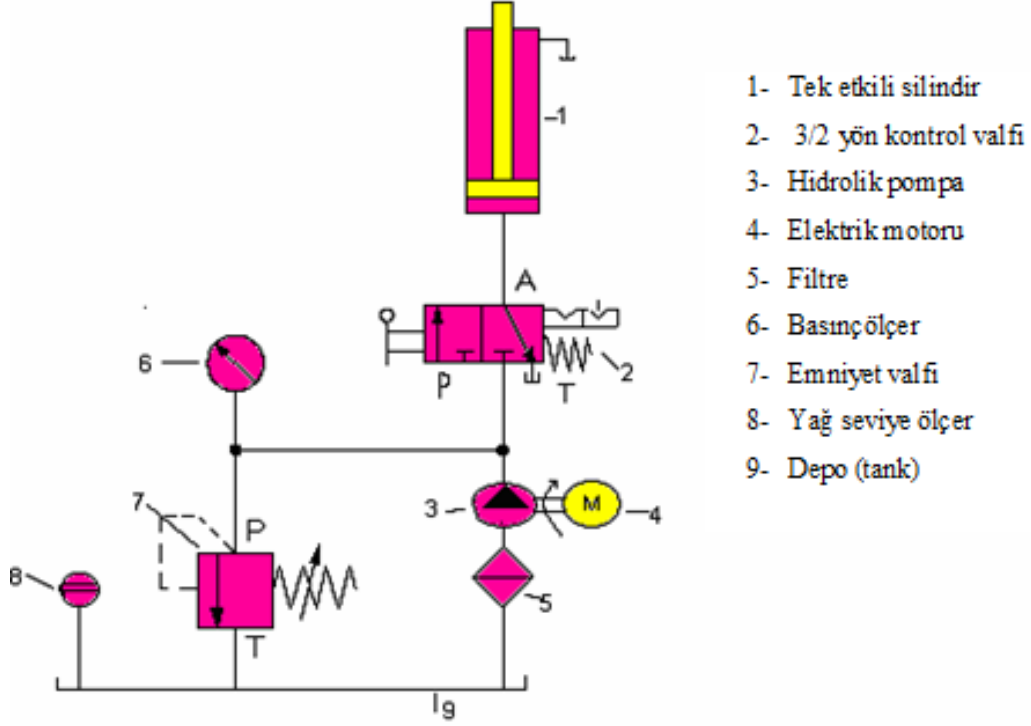 1
A
6
P
T
2
7
P
3
M
4
8
5
T
9
1- Tek etkili silindir
2- 3/2 yön kontrol valfi
3- Hidrolik pompa
4- Elektrik motoru
5- Filtre
6- Basınçölçer
7- Emniyet valfi
8- Yağ seviye ölçer
9- Depo (tank)